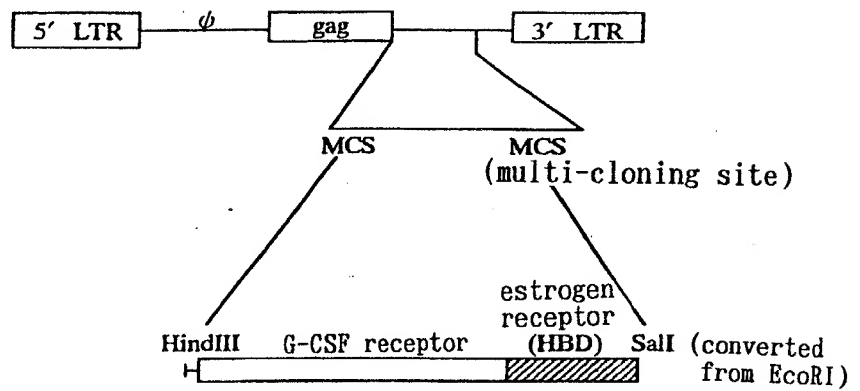 5′ LTR ψ gag 3′ LTR
MCS MCS
(multi-cloning site)
estrogen
receptor
HindIII G-CSF receptor (HBD) SalI (converted
from EcoRI)